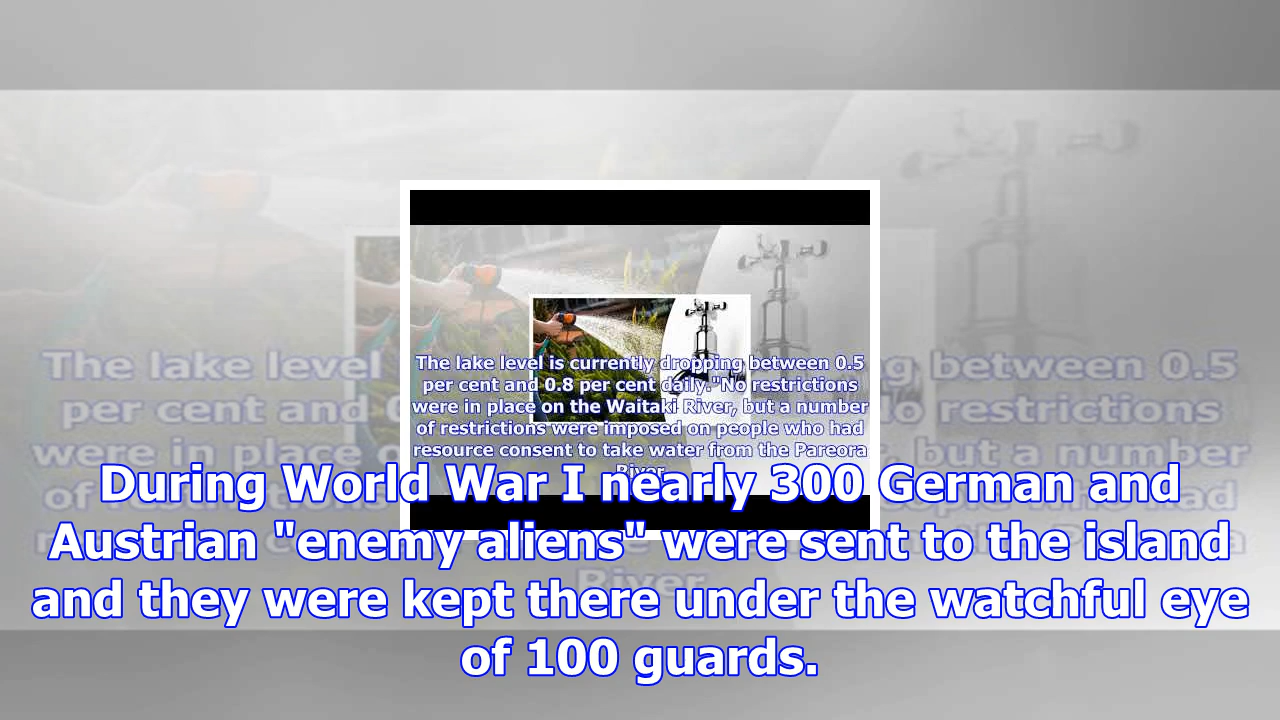 The lake level is currently dropping between 0.5
per cent and 0.8 per cent daily."No restrictions
were in place on the Waitaki River, but a number
of restrictions were imposed on people who had
resource consent to take water from the Pareora
River
During World War I nearly 300 German and
Austrian "enemy aliens" were sent to the island
and they were kept there under the watchful eye
of 100 guards.